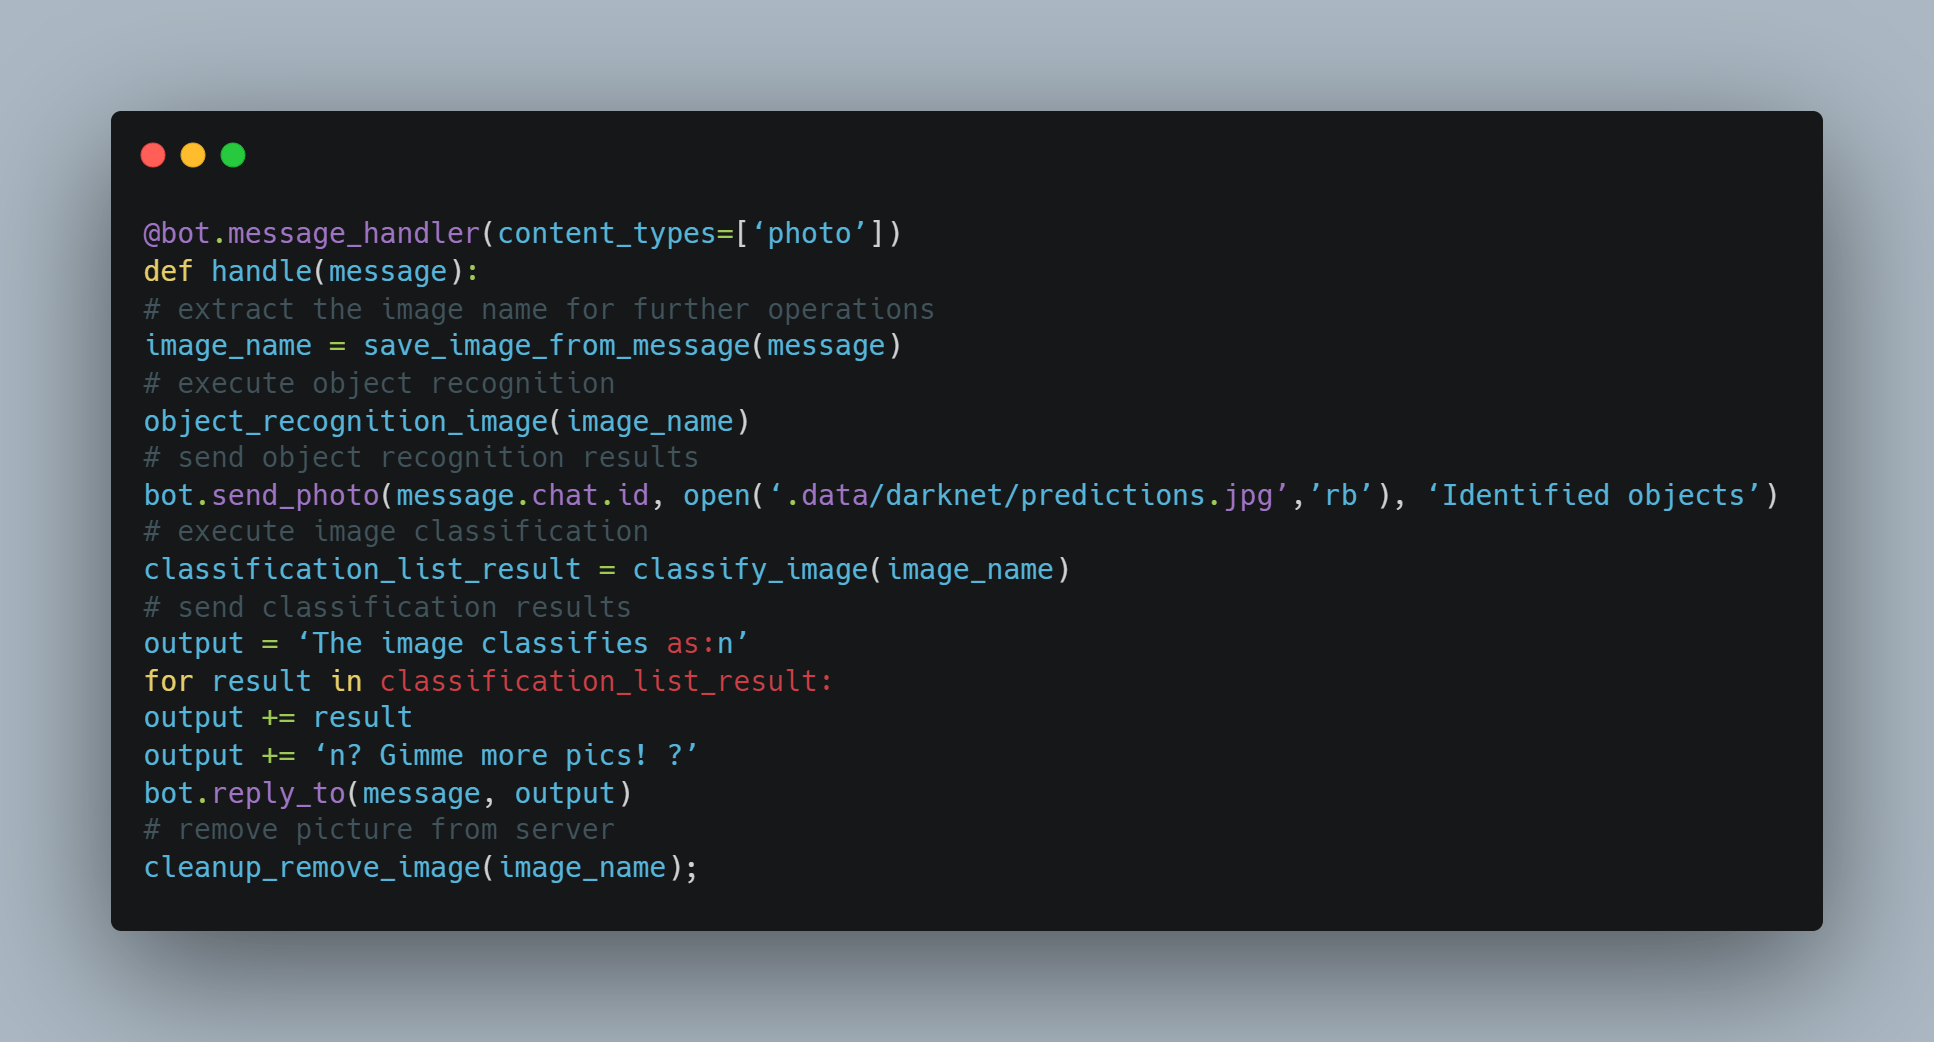 @bot.message_handler(content_types=[‘photo’])
def handle(message):
# extract the image name for further operations
image_name = save_image_from_message(message)
# execute object recognition
object_recognition_image(image_name)
# send object recognition results
bot.send_photo(message.chat.id, open(‘.data/darknet/predictions.jpg’,’rb’), ‘Identified objects’)
# execute image classification
classification_list_result = classify_image(image_name)
# send classification results
output = ‘The image classifies as:n’
for result in classification_list_result:
output += result
output += ‘n? Gimme more pics! ?’
bot.reply_to(message, output)
# remove picture from server
cleanup_remove_image(image_name);